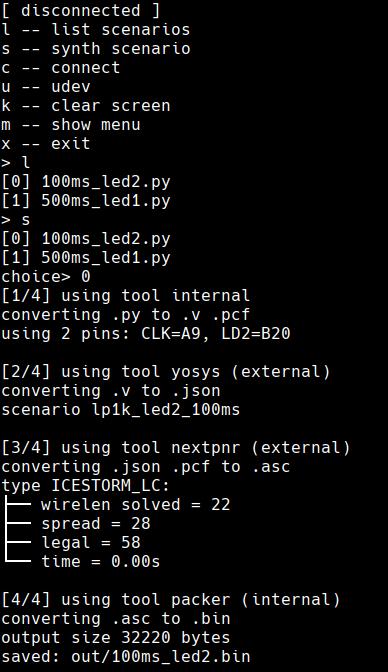 [ disconnected ]
l -- list scenarios
s -- synth scenario
c -- connect
u -- udev
k -- clear screen
m -- show menu
x -- exit
> l
[0] 100ms_led2.py
[1] 500ms_led1.py
> s
[0] 100ms_led2.py
[1] 500ms_led1.py
choice> 0
[1/4] using tool internal
converting .py to .v .pcf
using 2 pins: CLK=A9, LD2=B20
[2/4] using tool yosys (external)
converting .v to .json
scenario lp1k_led2_100ms
[3/4] using tool nextpnr (external)
converting .json .pcf to .asc
type ICESTORM_LC:
├── wirelen solved = 22
├── spread = 28
├── legal = 58
└── time = 0.00s
[4/4] using tool packer (internal)
converting .asc to .bin
output size 32220 bytes
saved: out/100ms_led2.bin